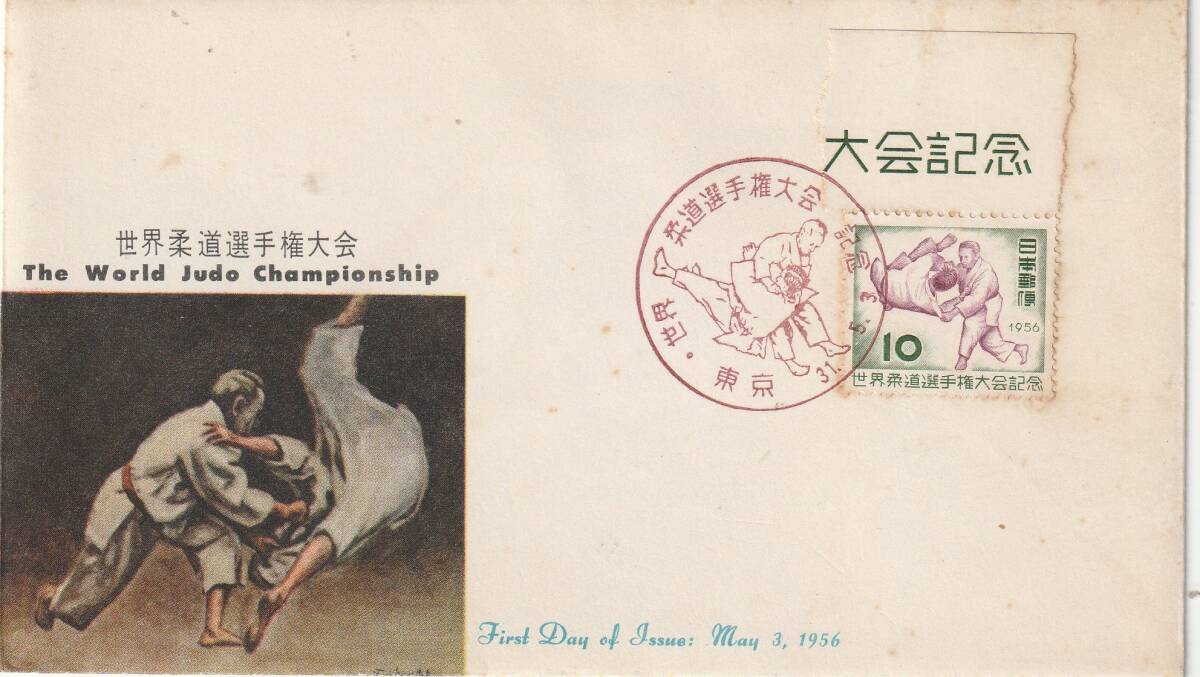 大会記念
世界柔道選手権大会記念
東京
31. 5. 3
日本郵便
1956
10
世界柔道選手権大会記念
世界柔道選手権大会
The World Judo Championship
First Day of Issue: May 3, 1956